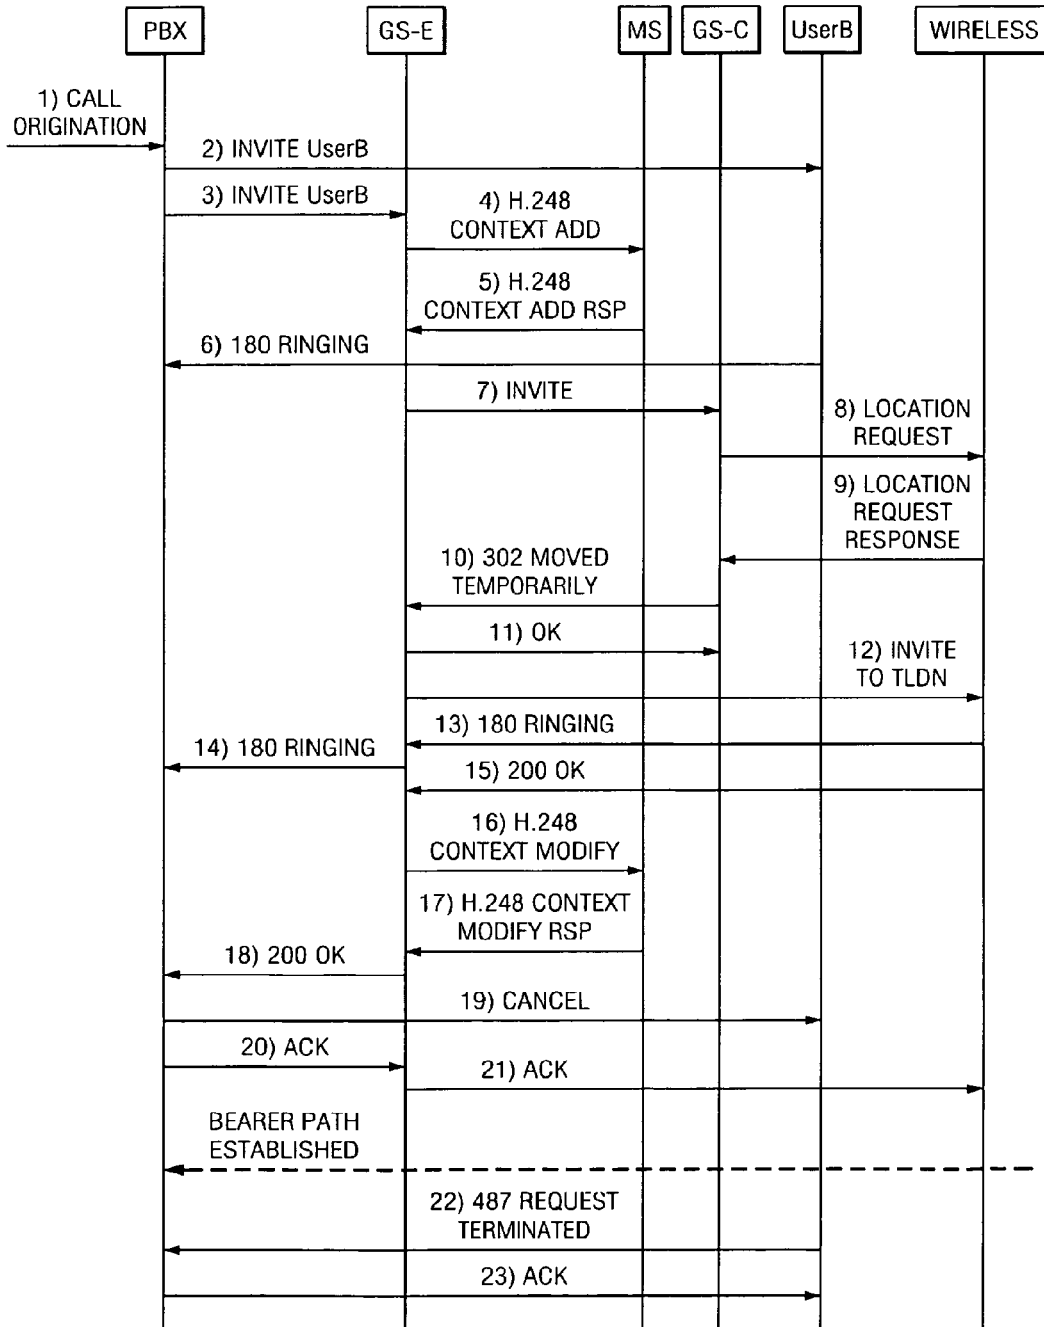 PBX
GS-E
MS
GS-C
UserB
WIRELESS
1) CALL
ORIGINATION
2) INVITE UserB
3) INVITE UserB
4) H.248
CONTEXT ADD
5) H.248
CONTEXT ADD RSP
6) 180 RINGING
7) INVITE
8) LOCATION
REQUEST
9) LOCATION
REQUEST
RESPONSE
10) 302 MOVED
TEMPORARILY
11) OK
12) INVITE
TO TLDN
13) 180 RINGING
14) 180 RINGING
15) 200 OK
16) H.248
CONTEXT MODIFY
17) H.248 CONTEXT
MODIFY RSP
18) 200 OK
19) CANCEL
20) ACK
21) ACK
BEARER PATH
ESTABLISHED
22) 487 REQUEST
TERMINATED
23) ACK